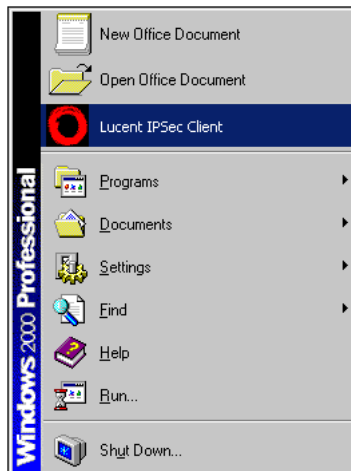 New Office Document
Open Office Document
Lucent IPSec Client
Programs
Documents
Settings
Find
Help
Run...
Shut Down...
Windows 2000 Professional